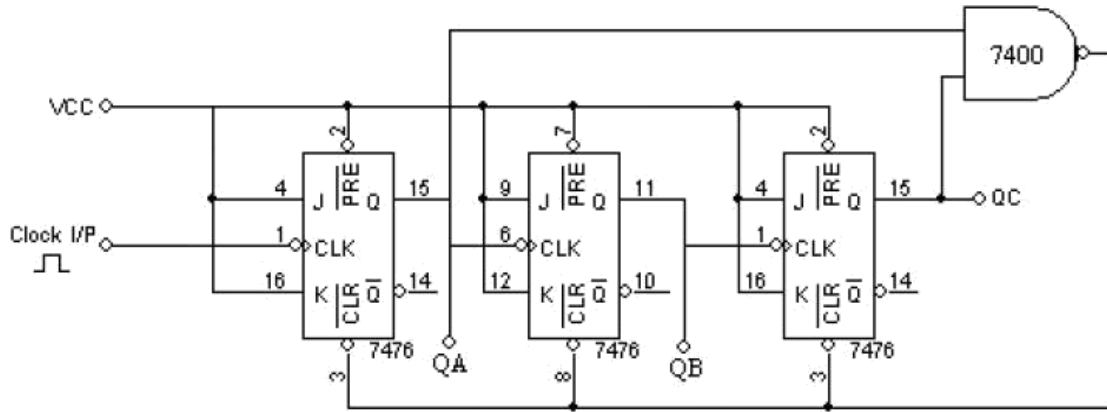 7400
VCC
2
7
2
4
J
PRE
Q
15
9
J
PRE
Q
11
4
J
PRE
Q
15
QC
Clock I/P
1
CLK
6
CLK
1
CLK
16
K
CLR
Q
14
12
K
CLR
Q
10
16
K
CLR
Q
14
7476
QA
7476
QB
7476
3
8
3